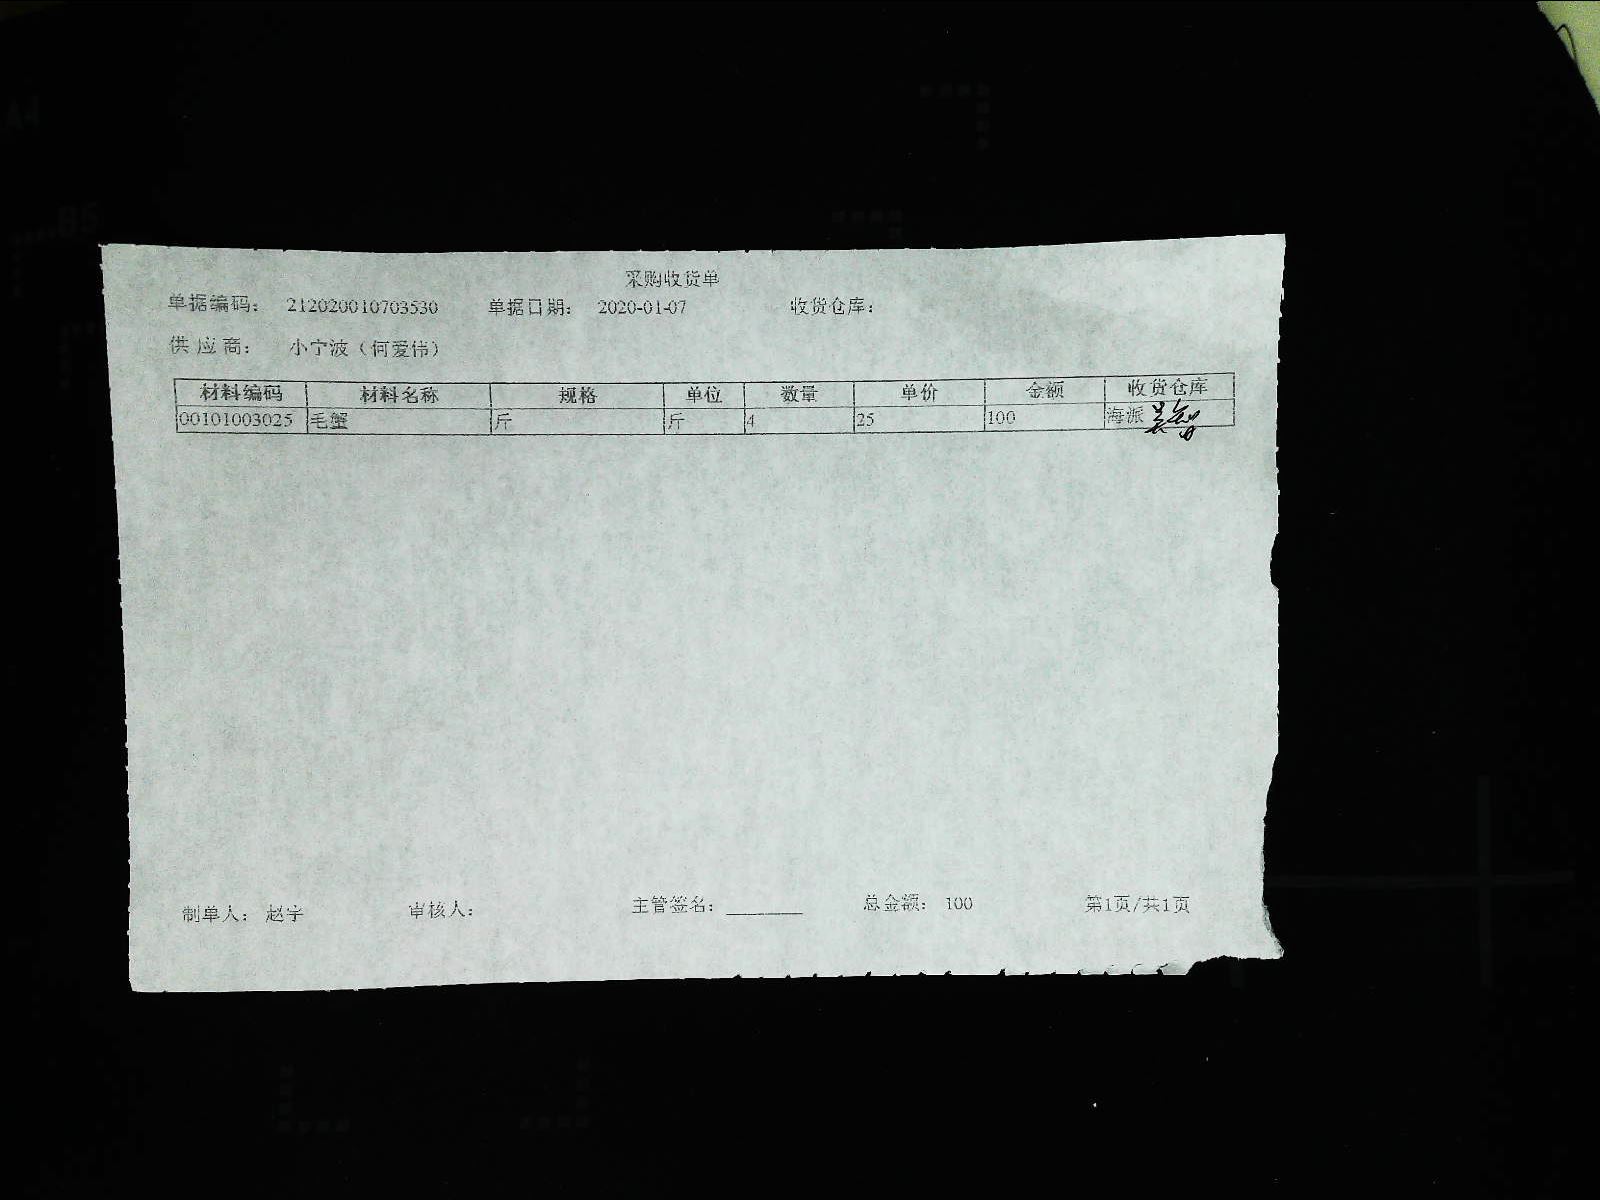 采购收货单
单据编码： 212020010703530 单据日期： 2020-01-07 收货仓库：
供应商： 小宁波（何爱伟）
材料编码 材料名称 规格 单位 数量 单价 金额 收货仓库
00101003025 毛蟹 斤 斤 4 25 100 海派
制单人： 赵宇 审核人： 主管签名： ________ 总金额： 100 第1页/共1页